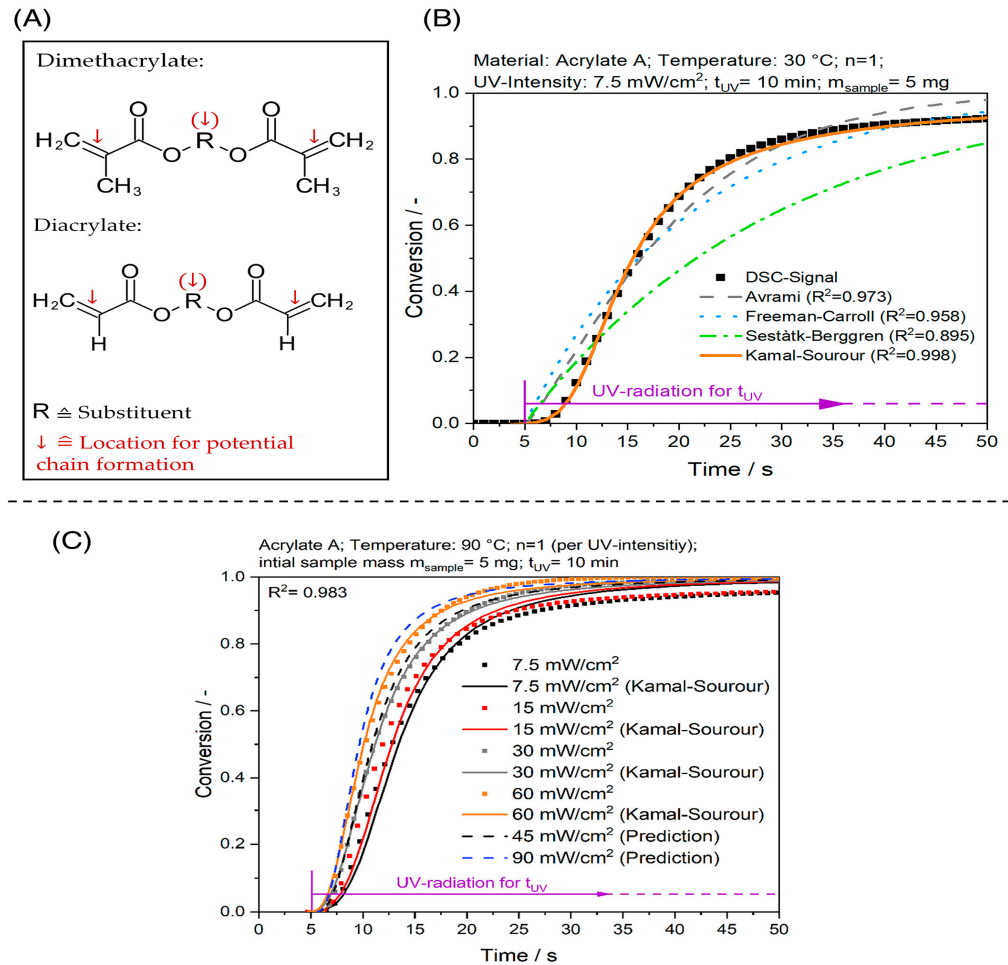 (A)
Dimethacrylate:
O
(↓)
O
H₂C
↓
O
R
O
↓
CH₂
CH₃
CH₃
Diacrylate:
O
(↓)
O
H₂C
↓
O
R
O
↓
CH₂
H
H
R ≙ Substituent
↓ ≙ Location for potential
chain formation
(B)
Material: Acrylate A; Temperature: 30 °C; n=1;
UV-Intensity: 7.5 mW/cm²; t_UV= 10 min; m_sample= 5 mg
1.0
0.8
0.6
0.4
0.2
0.0
Conversion / -
DSC-Signal
Avrami (R²=0.973)
Freeman-Carroll (R²=0.958)
Sestàtk-Berggren (R²=0.895)
Kamal-Sourour (R²=0.998)
UV-radiation for t_UV
0 5 10 15 20 25 30 35 40 45 50
Time / s
(C)
Acrylate A; Temperature: 90 °C; n=1 (per UV-intensitiy);
intial sample mass m_sample= 5 mg; t_UV= 10 min
R²= 0.983
1.0
0.8
0.6
0.4
0.2
0.0
Conversion / -
7.5 mW/cm²
7.5 mW/cm² (Kamal-Sourour)
15 mW/cm²
15 mW/cm² (Kamal-Sourour)
30 mW/cm²
30 mW/cm² (Kamal-Sourour)
60 mW/cm²
60 mW/cm² (Kamal-Sourour)
45 mW/cm² (Prediction)
90 mW/cm² (Prediction)
UV-radiation for t_UV
0 5 10 15 20 25 30 35 40 45 50
Time / s